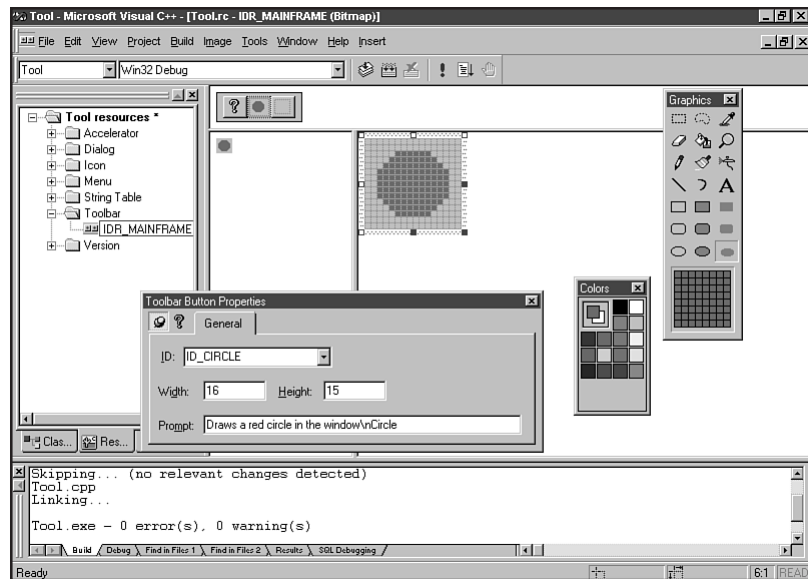 Tool - Microsoft Visual C++ - [Tool.rc - IDR_MAINFRAME (Bitmap)]
File Edit View Project Build Image Tools Window Help Insert
Tool Win32 Debug
Tool resources *
Accelerator
Dialog
Icon
Menu
String Table
Toolbar
IDR_MAINFRAME
Version
Clas... Res...
Graphics
A
Colors
Toolbar Button Properties
General
ID: ID_CIRCLE
Width: 16 Height: 15
Prompt: Draws a red circle in the window\nCircle
Skipping... (no relevant changes detected)
Tool.cpp
Linking...
Tool.exe - 0 error(s), 0 warning(s)
Build Debug Find in Files 1 Find in Files 2 Results SQL Debugging
Ready 6:1 READ